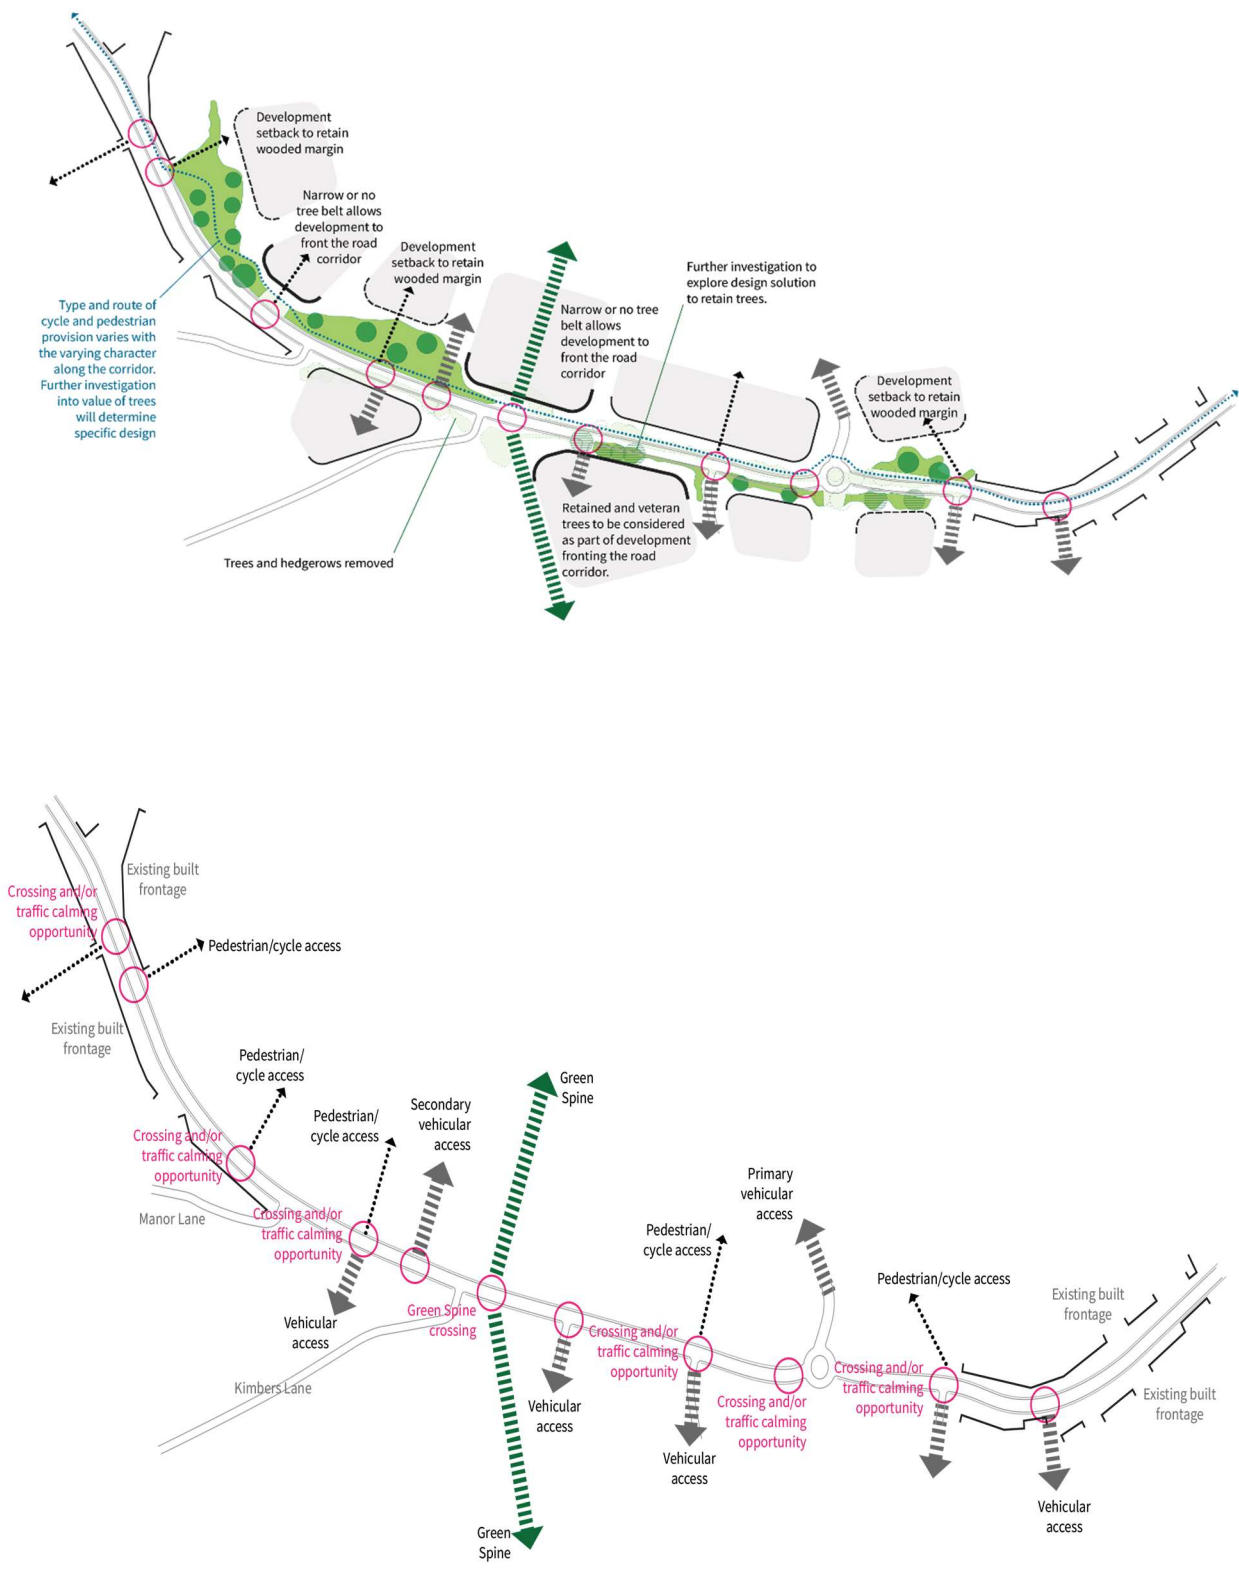 Development
setback to retain
wooded margin
Narrow or no
tree belt allows
development to
front the road
corridor
Development
setback to retain
wooded margin
Further investigation to
explore design solution
to retain trees.
Type and route of
cycle and pedestrian
provision varies with
the varying character
along the corridor.
Further investigation
into value of trees
will determine
specific design
Narrow or no tree
belt allows
development to
front the road
corridor
Development
setback to retain
wooded margin
Retained and veteran
trees to be considered
as part of development
fronting the road
corridor.
Trees and hedgerows removed
Existing built
frontage
Crossing and/or
traffic calming
opportunity
Pedestrian/cycle access
Existing built
frontage
Pedestrian/
cycle access
Green
Spine
Secondary
vehicular
access
Pedestrian/
cycle access
Crossing and/or
traffic calming
opportunity
Primary
vehicular
access
Manor Lane
Crossing and/or
traffic calming
opportunity
Pedestrian/
cycle access
Pedestrian/cycle access
Existing built
frontage
Vehicular
access
Green Spine
crossing
Crossing and/or
traffic calming
opportunity
Crossing and/or
traffic calming
opportunity
Kimbers Lane
Vehicular
access
Crossing and/or
traffic calming
opportunity
Existing built
frontage
Vehicular
access
Vehicular
access
Green
Spine